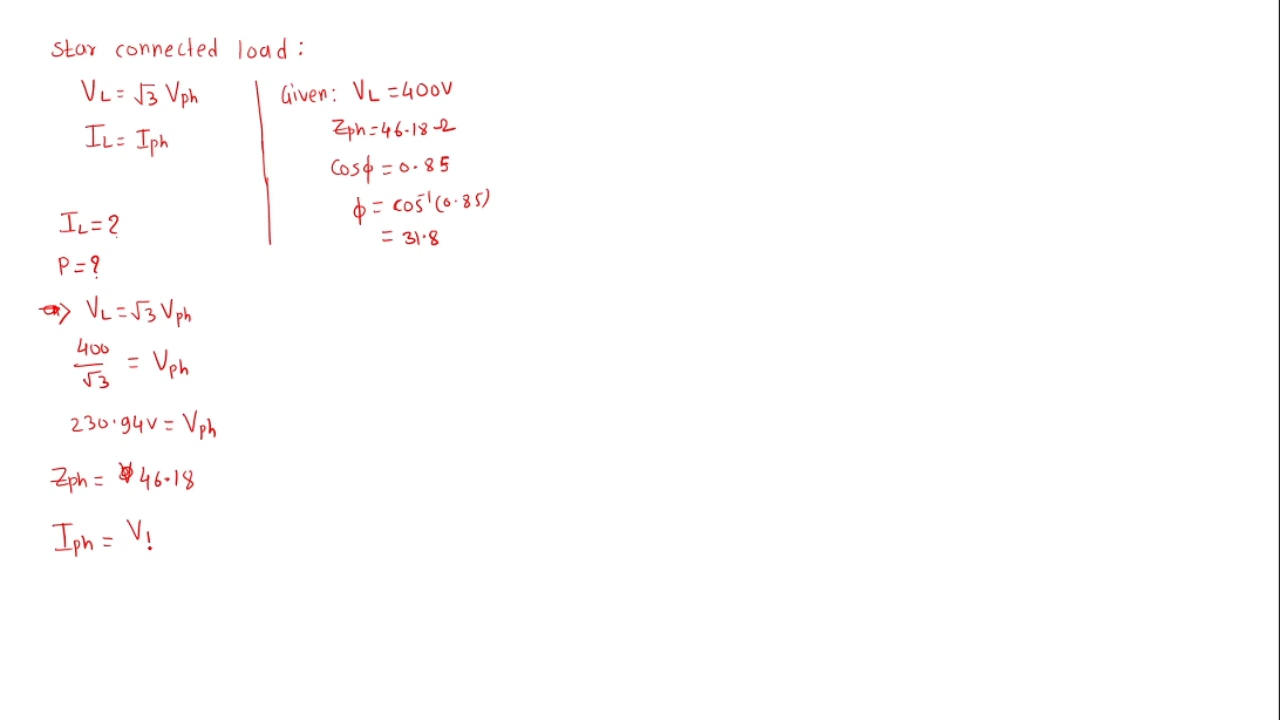 Star connected load:
VL = √3 Vph
IL = Iph
Given: VL = 400V
Zph = 46.18 Ω
cosφ = 0.85
φ = cos⁻¹(0.85)
= 31.8
IL = ?
P = ?
⇒ VL = √3 Vph
400/√3 = Vph
230.94V = Vph
Zph = 46.18
Iph = V